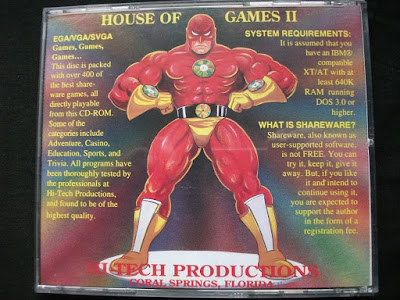 HOUSE OF GAMES II
EGA/VGA/SVGA
Games, Games,
Games...
This disc is packed
with over 400 of
the best share-
ware games, all
directly playable
from this CD-ROM.
Some of the
categories include
Adventure, Casino,
Education, Sports, and
Trivia. All programs have
been thoroughly tested by
the professionals at
Hi-Tech Productions,
and found to be of the
highest quality.
SYSTEM REQUIREMENTS:
It is assumed that you
have an IBM®
compatible
XT/AT with at
least 640K
RAM running
DOS 3.0 or
higher.
WHAT IS SHAREWARE?
Shareware, also known as
user-supported software,
is not FREE. You can
try it, keep it, give it
away. But, if you like
it and intend to
continue using it,
you are expected to
support the author
in the form of a
registration fee.
HI-TECH PRODUCTIONS
CORAL SPRINGS, FLORIDA